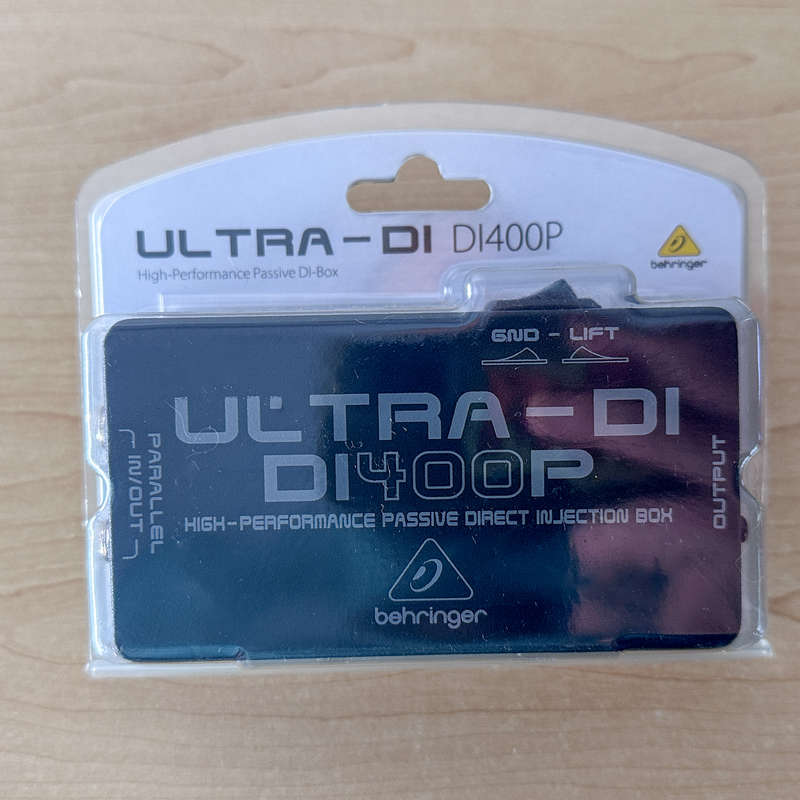 ULTRA-DI DI400P
High-Performance Passive DI-Box
behringer
GND - LIFT
ULTRA-DI
DI400P
HIGH-PERFORMANCE PASSIVE DIRECT INJECTION BOX
behringer
PARALLEL
IN/OUT
OUTPUT